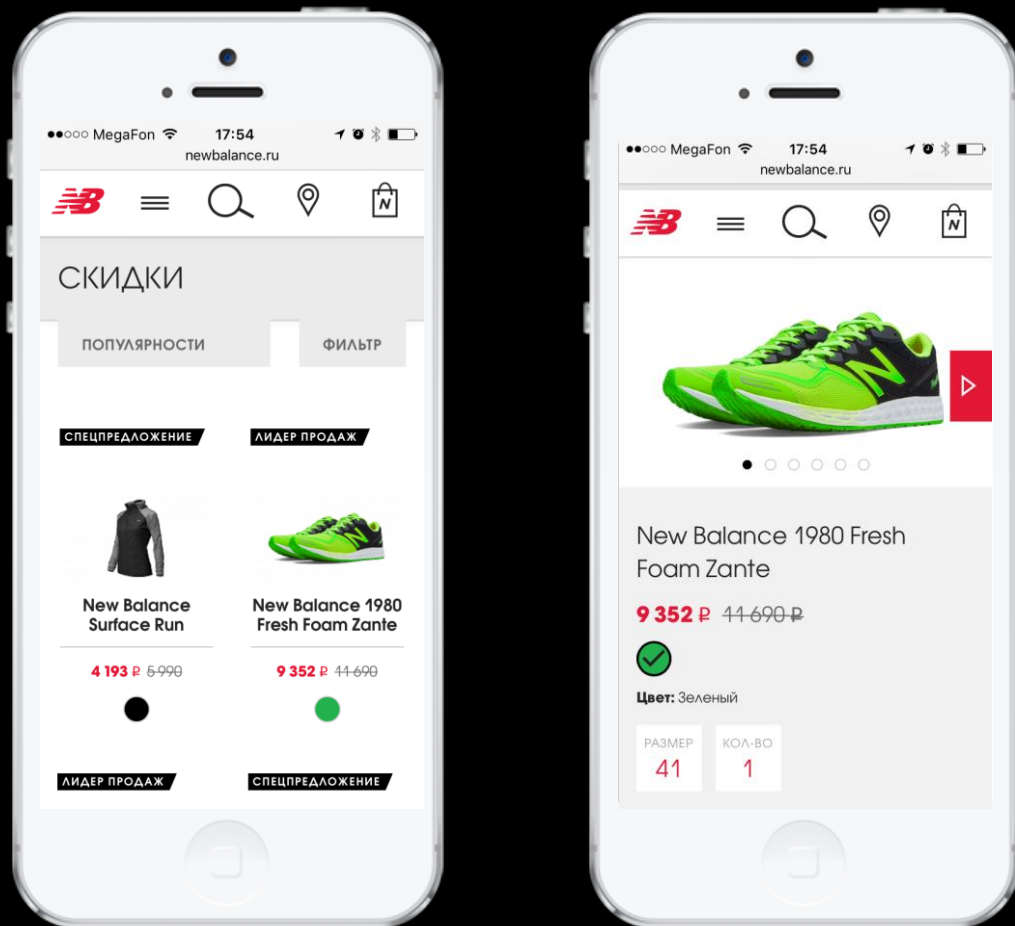 MegaFon 17:54
newbalance.ru
NB N
СКИДКИ
ПОПУЛЯРНОСТИ ФИЛЬТР
СПЕЦПРЕДЛОЖЕНИЕ ЛИДЕР ПРОДАЖ
New Balance
Surface Run
4 193 ₽ 5 990
New Balance 1980
Fresh Foam Zante
9 352 ₽ 11 690
ЛИДЕР ПРОДАЖ СПЕЦПРЕДЛОЖЕНИЕ
MegaFon 17:54
newbalance.ru
NB N
N
New Balance 1980 Fresh
Foam Zante
9 352 ₽ 11 690 ₽
Цвет: Зеленый
РАЗМЕР КОЛ-ВО
41 1